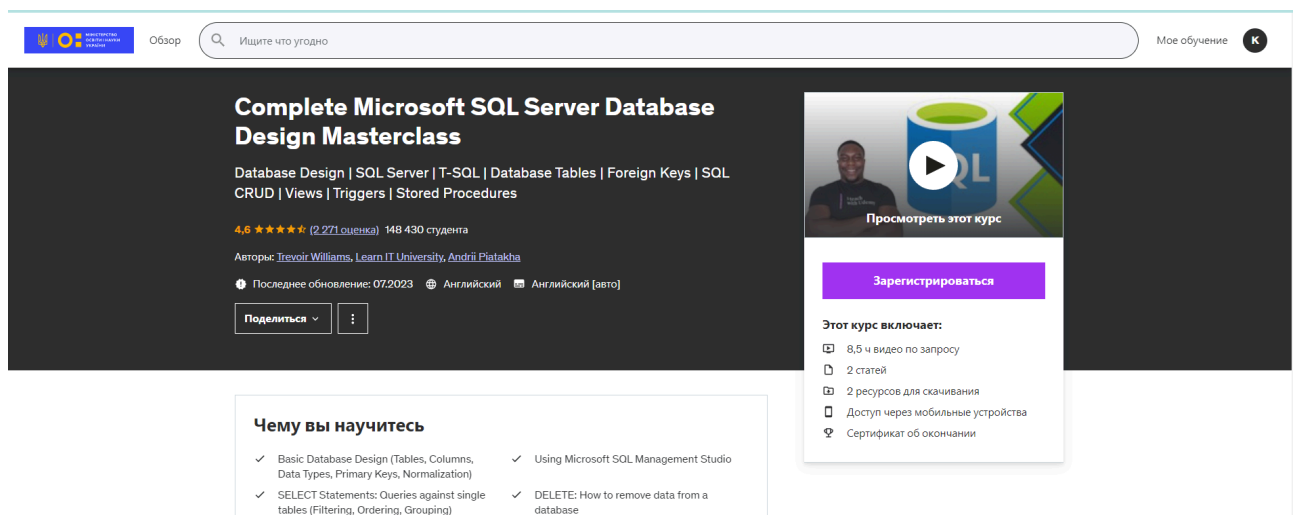 МІНІСТЕРСТВО
ОСВІТИ І НАУКИ
УКРАЇНИ
Обзор
Ищите что угодно
Мое обучение
K
Complete Microsoft SQL Server Database
Design Masterclass
Database Design | SQL Server | T-SQL | Database Tables | Foreign Keys | SQL
CRUD | Views | Triggers | Stored Procedures
4,6 (2 271 оценка) 148 430 студента
Авторы: Trevoir Williams, Learn IT University, Andrii Piatakha
Последнее обновление: 07.2023 Английский Английский [авто]
Поделиться
SQL
Просмотреть этот курс
Зарегистрироваться
Этот курс включает:
8,5 ч видео по запросу
2 статей
2 ресурсов для скачивания
Доступ через мобильные устройства
Сертификат об окончании
Чему вы научитесь
Basic Database Design (Tables, Columns,
Data Types, Primary Keys, Normalization)
Using Microsoft SQL Management Studio
SELECT Statements: Queries against single
tables (Filtering, Ordering, Grouping)
DELETE: How to remove data from a
database